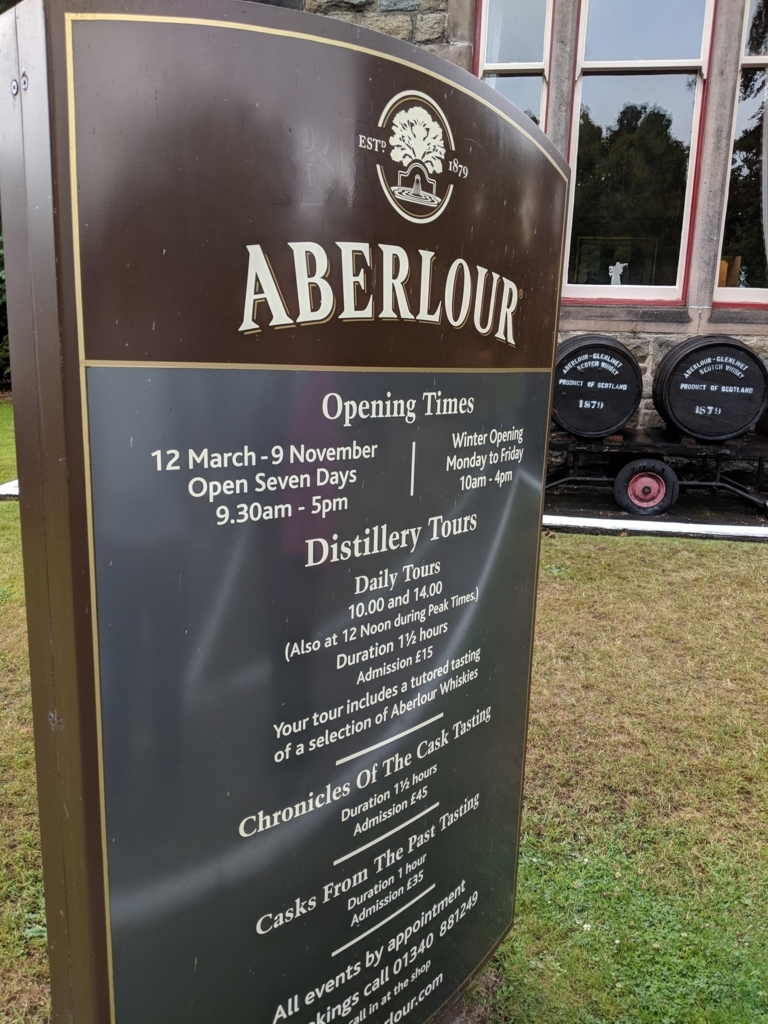 ESTD 1879
ABERLOUR
Opening Times
12 March - 9 November
Open Seven Days
9.30am - 5pm
Winter Opening
Monday to Friday
10am - 4pm
Distillery Tours
Daily Tours
10.00 and 14.00
(Also at 12 Noon during Peak Times.)
Duration 1½ hours
Admission £15
Your tour includes a tutored tasting
of a selection of Aberlour Whiskies
Chronicles Of The Cask Tasting
Duration 1½ hours
Admission £45
Casks From The Past Tasting
Duration 1 hour
Admission £35
All events by appointment
kings call 01340 881249
call in at the shop
rlour.com
ABERLOUR-GLENLIVET
SCOTCH WHISKY
PRODUCT OF SCOTLAND
1879
ABERLOUR-GLENLIVET
SCOTCH WHISKY
PRODUCT OF SCOTLAND
1879